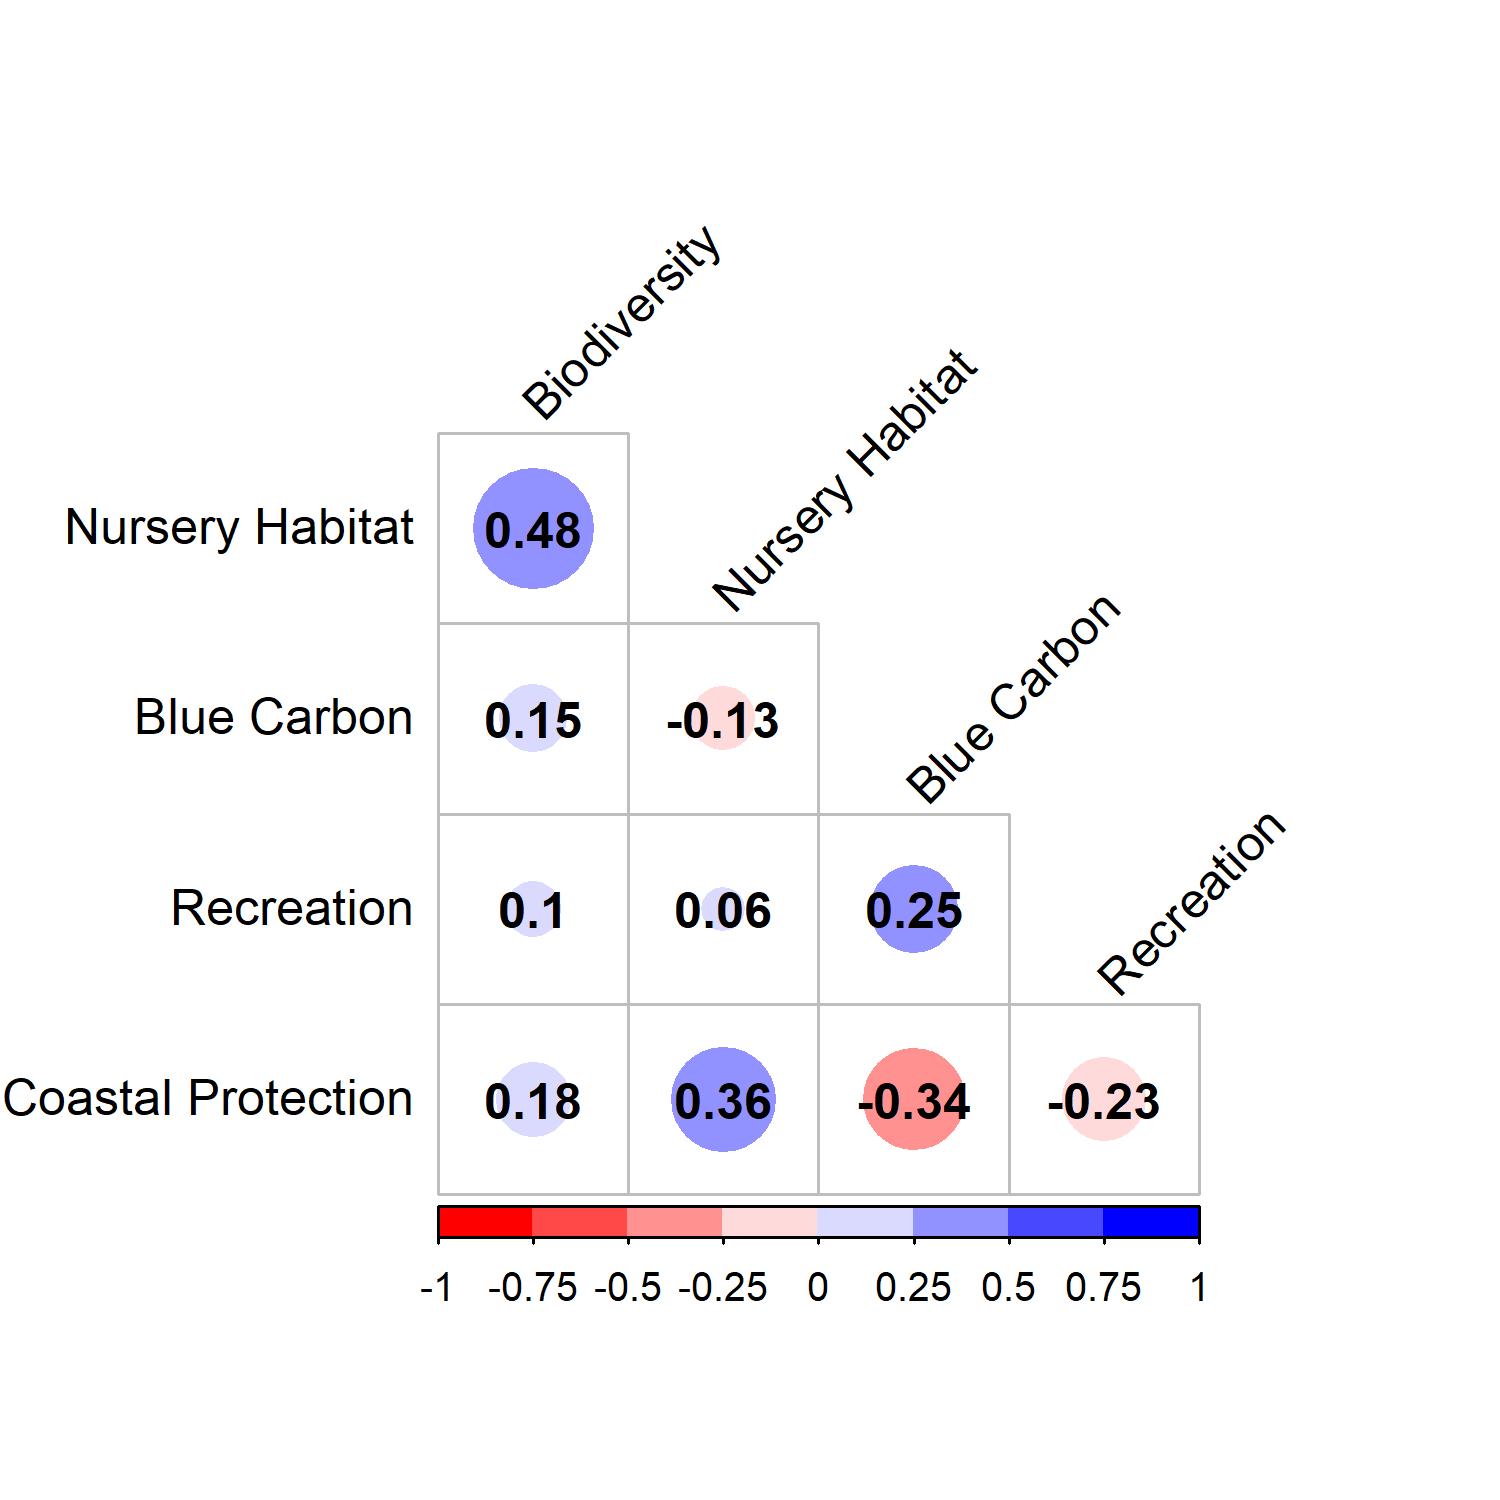 Biodiversity
Nursery Habitat
Nursery Habitat 0.48
Blue Carbon
Blue Carbon 0.15 -0.13
Recreation
Recreation 0.1 0.06 0.25
Coastal Protection 0.18 0.36 -0.34 -0.23
-1 -0.75 -0.5 -0.25 0 0.25 0.5 0.75 1